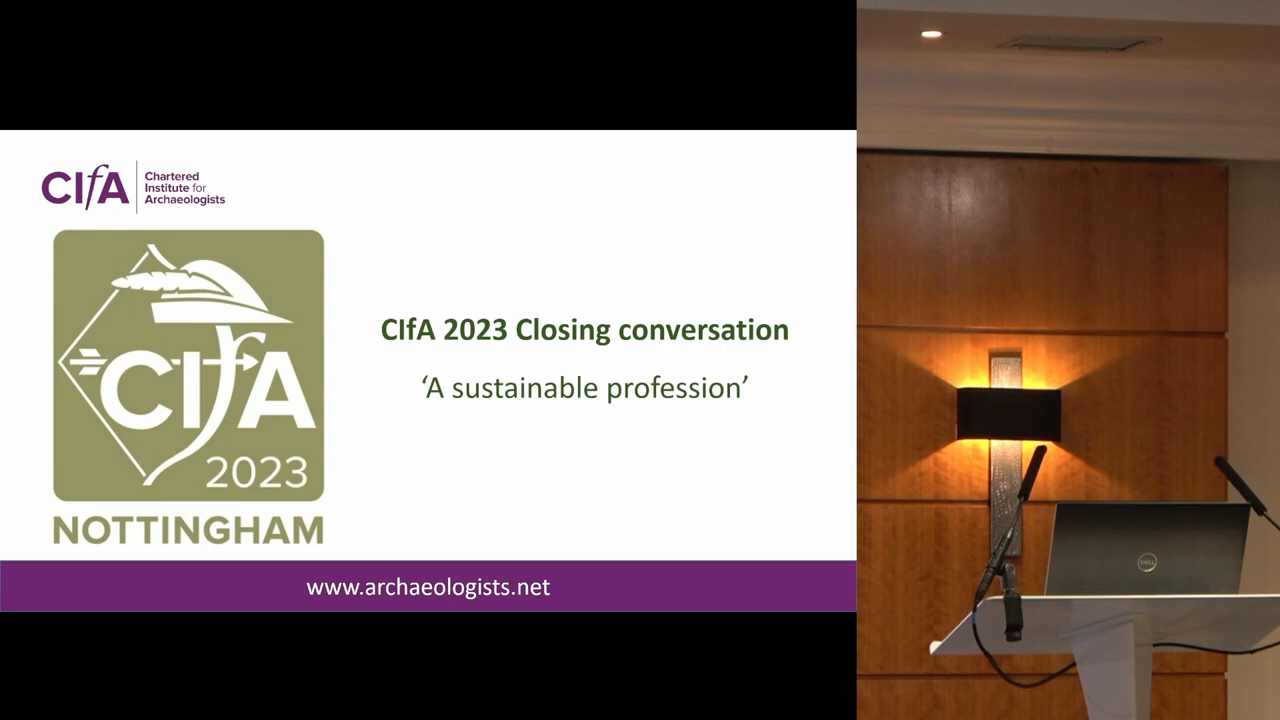 CIfA
Chartered
Institute for
Archaeologists
CIfA
2023
NOTTINGHAM
CIfA 2023 Closing conversation
‘A sustainable profession’
www.archaeologists.net
DELL